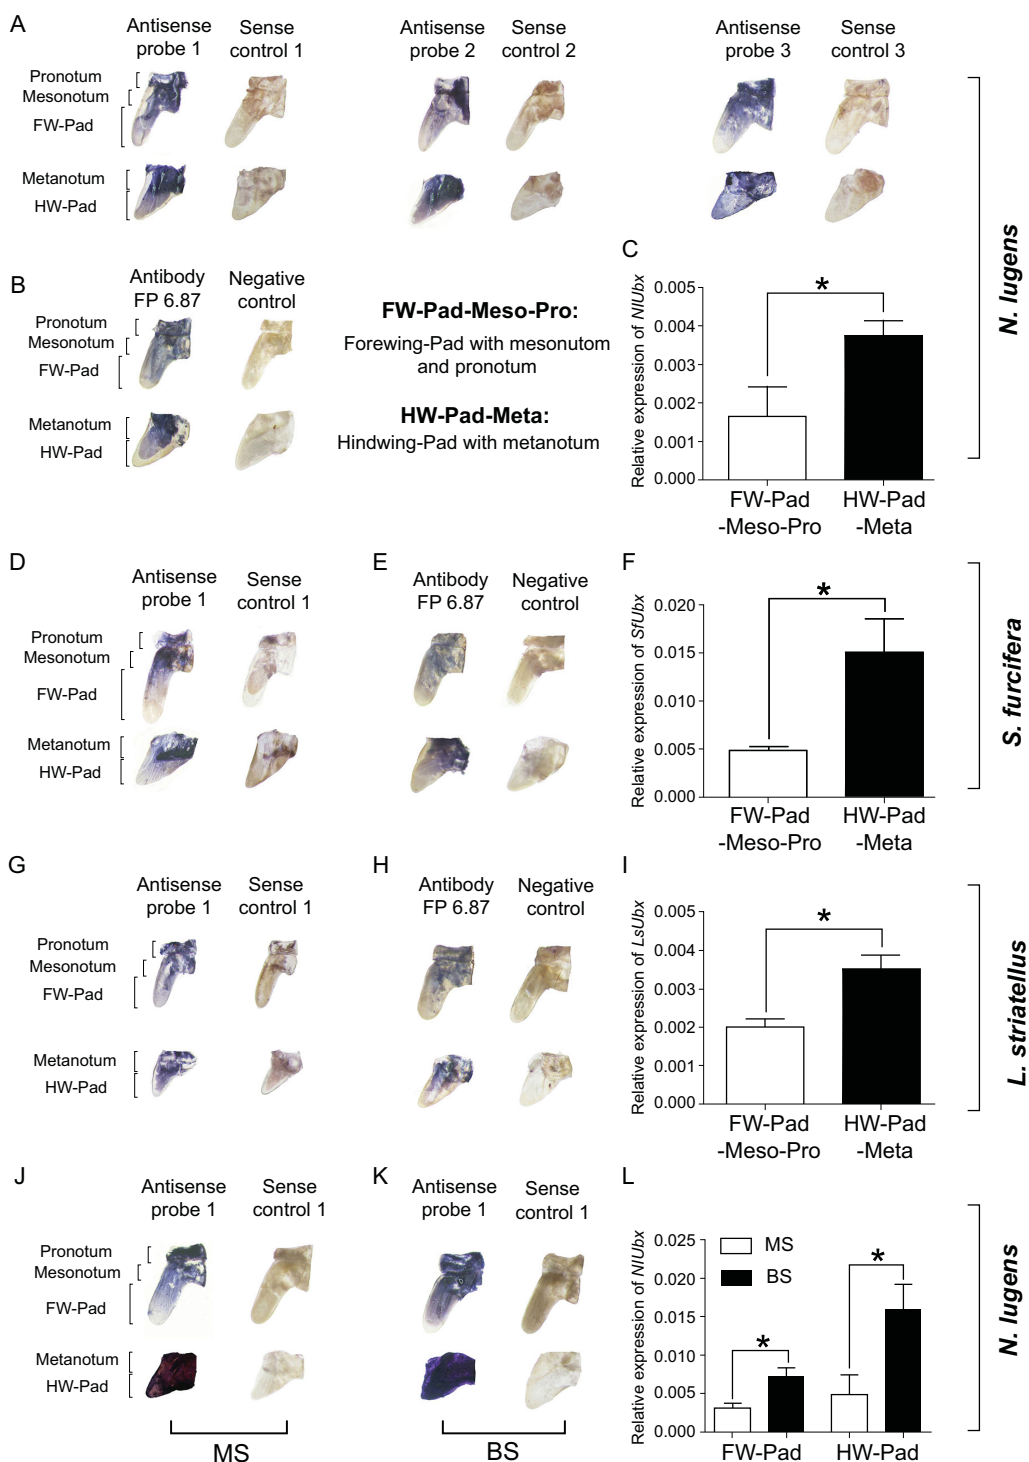 A
Antisense
probe 1
Sense
control 1
Antisense
probe 2
Sense
control 2
Antisense
probe 3
Sense
control 3
Pronotum
Mesonotum
FW-Pad
Metanotum
HW-Pad
N. lugens
B
Antibody
FP 6.87
Negative
control
Pronotum
Mesonotum
FW-Pad
Metanotum
HW-Pad
FW-Pad-Meso-Pro:
Forewing-Pad with mesonutom
and pronotum
HW-Pad-Meta:
Hindwing-Pad with metanotum
C
Relative expression of NlUbx
0.005
0.004
0.003
0.002
0.001
0.000
*
FW-Pad
-Meso-Pro
HW-Pad
-Meta
D
Antisense
probe 1
Sense
control 1
Pronotum
Mesonotum
FW-Pad
Metanotum
HW-Pad
E
Antibody
FP 6.87
Negative
control
F
Relative expression of SfUbx
0.020
0.015
0.010
0.005
0.000
*
FW-Pad
-Meso-Pro
HW-Pad
-Meta
S. furcifera
G
Antisense
probe 1
Sense
control 1
Pronotum
Mesonotum
FW-Pad
Metanotum
HW-Pad
H
Antibody
FP 6.87
Negative
control
I
Relative expression of LsUbx
0.005
0.004
0.003
0.002
0.001
0.000
*
FW-Pad
-Meso-Pro
HW-Pad
-Meta
L. striatellus
J
Antisense
probe 1
Sense
control 1
Pronotum
Mesonotum
FW-Pad
Metanotum
HW-Pad
MS
K
Antisense
probe 1
Sense
control 1
BS
L
Relative expression of NlUbx
0.025
0.020
0.015
0.010
0.005
0.000
MS
BS
*
*
FW-Pad
HW-Pad
N. lugens